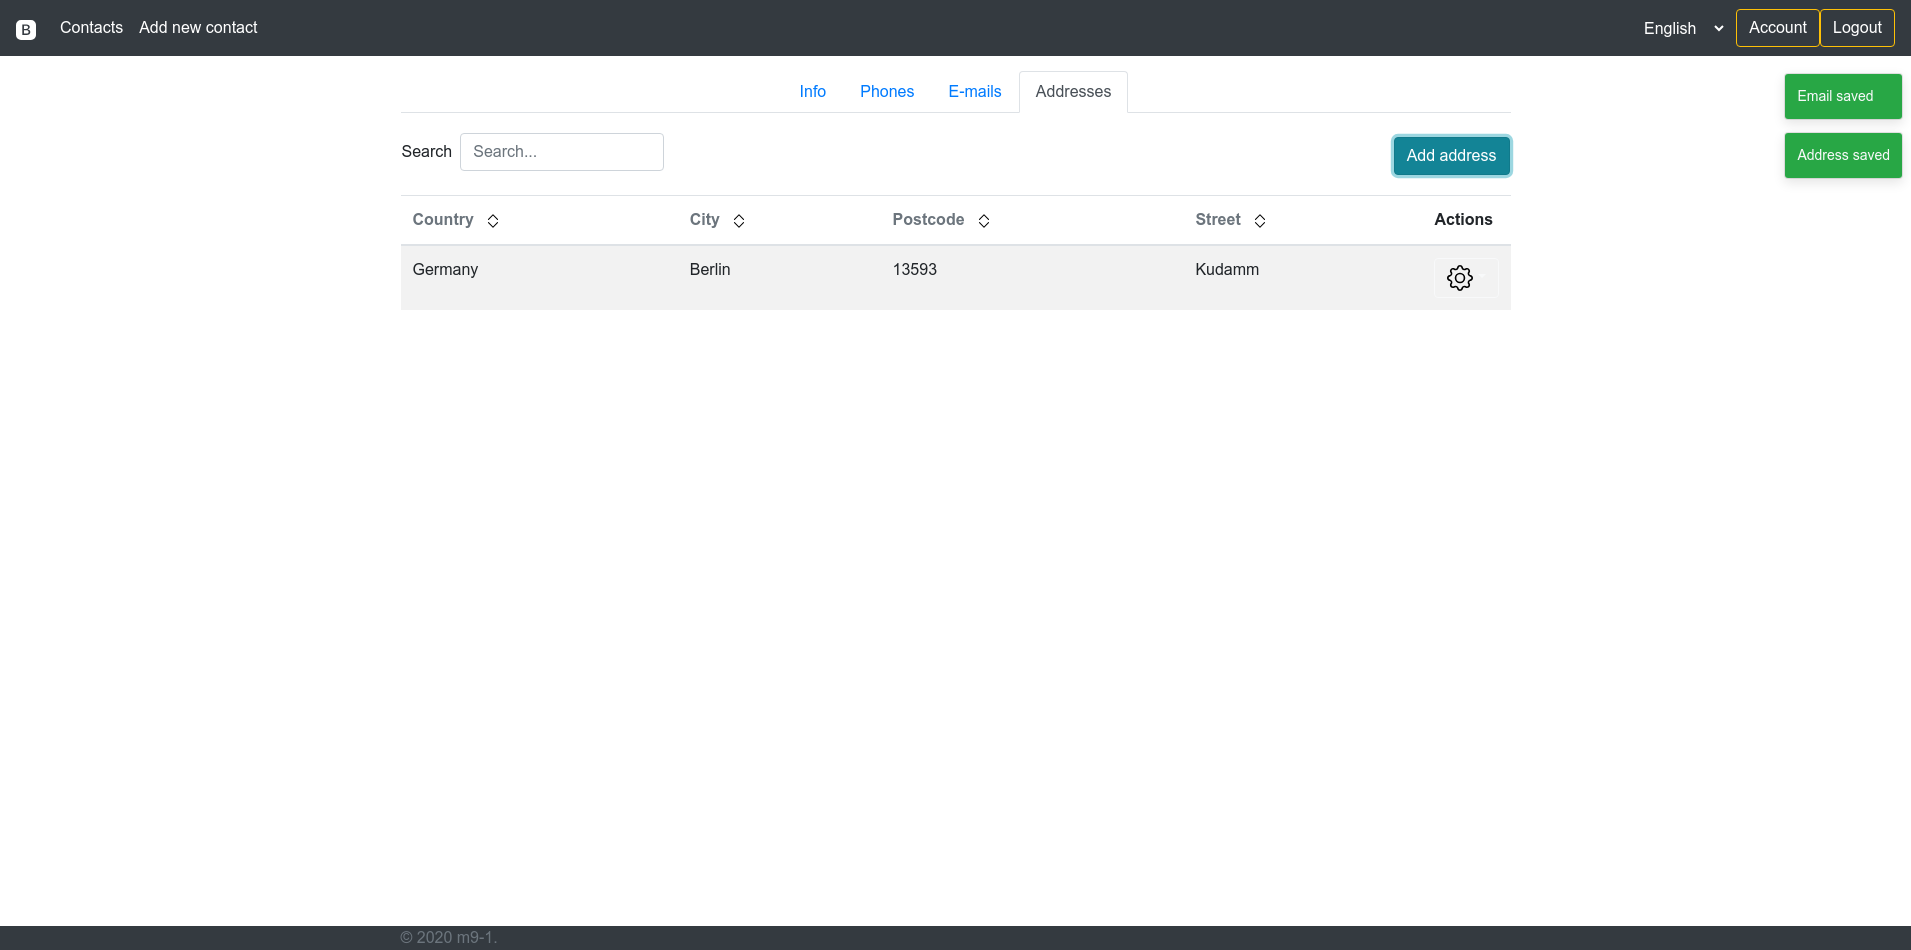 B Contacts Add new contact English Account Logout
Info Phones E-mails Addresses
Email saved
Search Search... Add address
Address saved
Country City Postcode Street Actions
Germany Berlin 13593 Kudamm
© 2020 m9-1.